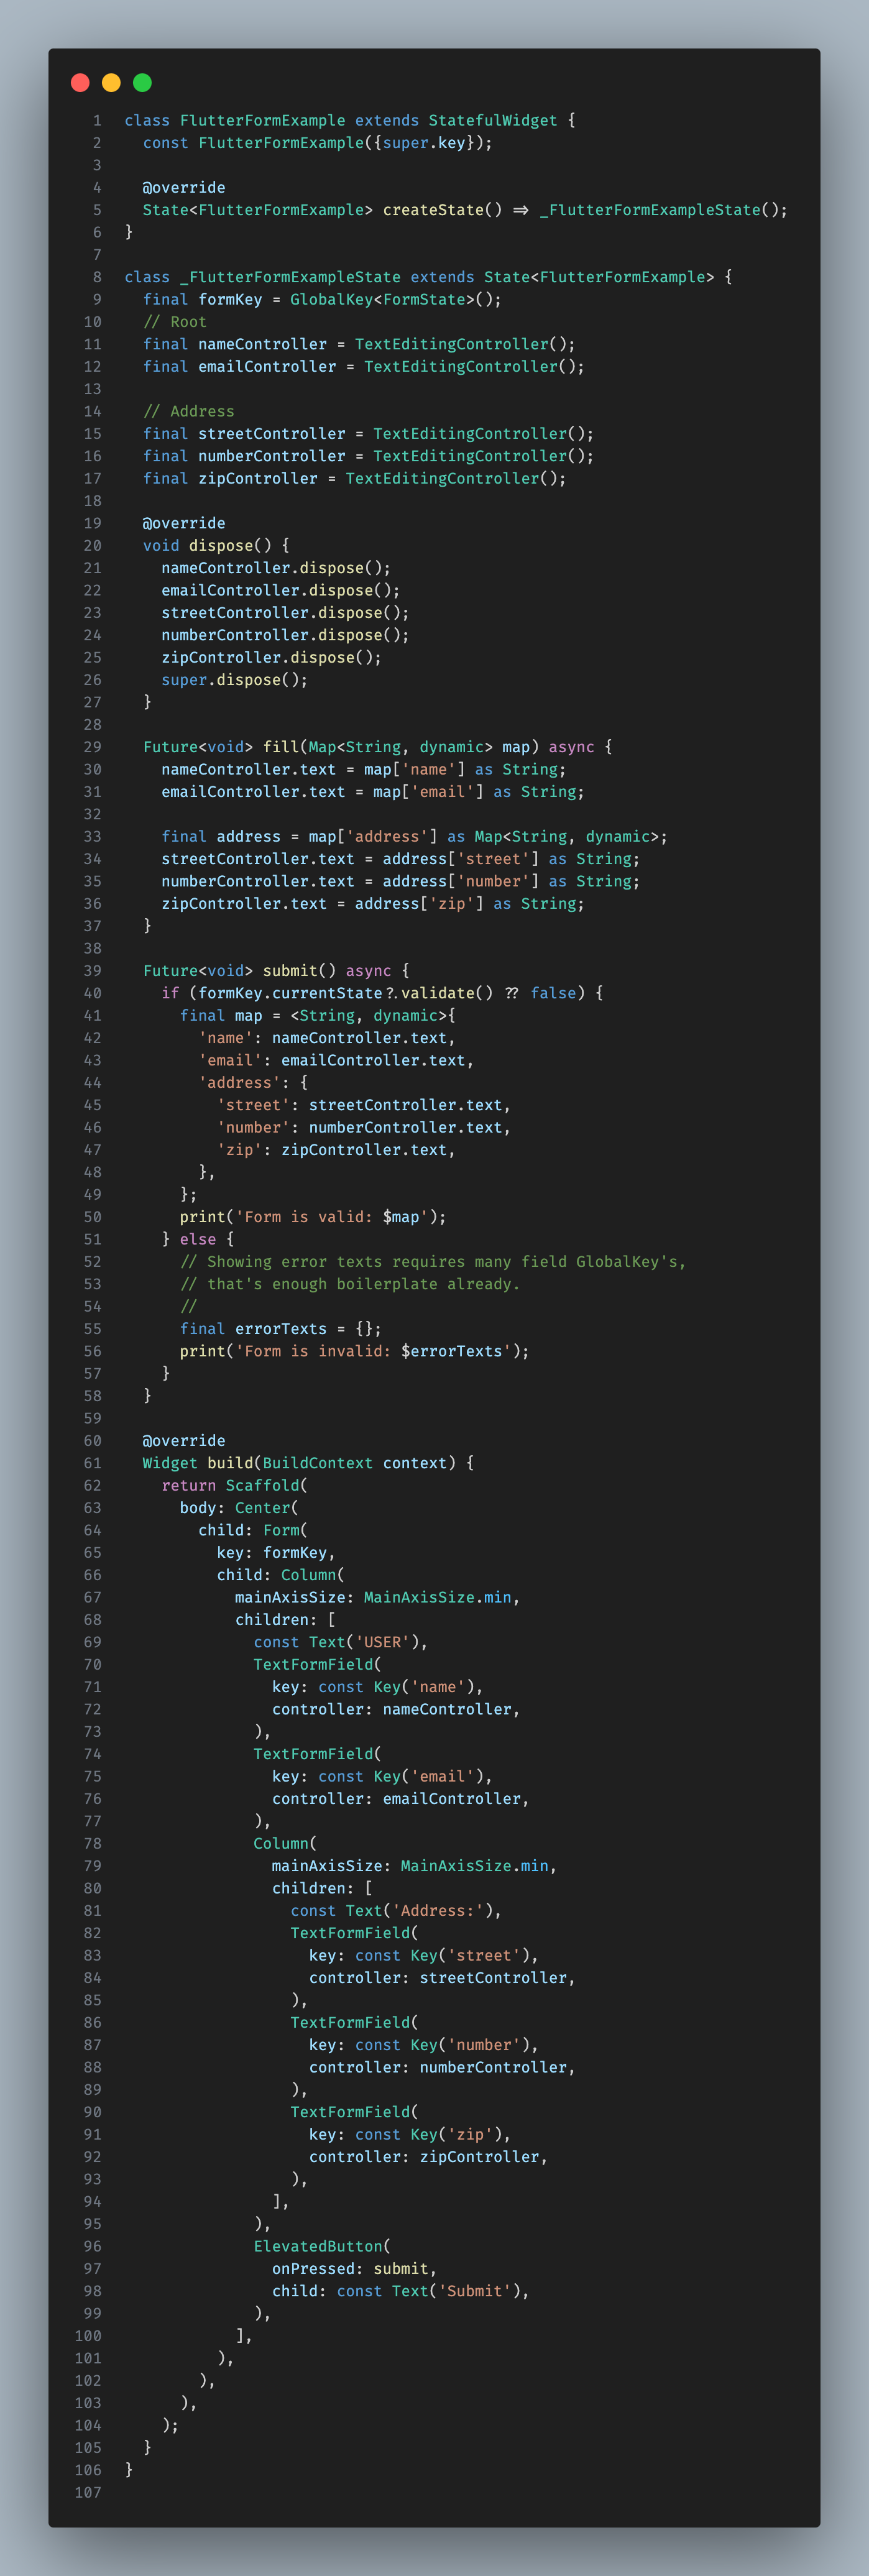 1 class FlutterFormExample extends StatefulWidget {
2   const FlutterFormExample({super.key});
3
4   @override
5   State<FlutterFormExample> createState() => _FlutterFormExampleState();
6 }
7
8 class _FlutterFormExampleState extends State<FlutterFormExample> {
9   final formKey = GlobalKey<FormState>();
10   // Root
11   final nameController = TextEditingController();
12   final emailController = TextEditingController();
13
14   // Address
15   final streetController = TextEditingController();
16   final numberController = TextEditingController();
17   final zipController = TextEditingController();
18
19   @override
20   void dispose() {
21     nameController.dispose();
22     emailController.dispose();
23     streetController.dispose();
24     numberController.dispose();
25     zipController.dispose();
26     super.dispose();
27   }
28
29   Future<void> fill(Map<String, dynamic> map) async {
30     nameController.text = map['name'] as String;
31     emailController.text = map['email'] as String;
32
33     final address = map['address'] as Map<String, dynamic>;
34     streetController.text = address['street'] as String;
35     numberController.text = address['number'] as String;
36     zipController.text = address['zip'] as String;
37   }
38
39   Future<void> submit() async {
40     if (formKey.currentState?.validate() ?? false) {
41       final map = <String, dynamic>{
42         'name': nameController.text,
43         'email': emailController.text,
44         'address': {
45           'street': streetController.text,
46           'number': numberController.text,
47           'zip': zipController.text,
48         },
49       };
50       print('Form is valid: $map');
51     } else {
52       // Showing error texts requires many field GlobalKey's,
53       // that's enough boilerplate already.
54       //
55       final errorTexts = {};
56       print('Form is invalid: $errorTexts');
57     }
58   }
59
60   @override
61   Widget build(BuildContext context) {
62     return Scaffold(
63       body: Center(
64         child: Form(
65           key: formKey,
66           child: Column(
67             mainAxisSize: MainAxisSize.min,
68             children: [
69               const Text('USER'),
70               TextFormField(
71                 key: const Key('name'),
72                 controller: nameController,
73               ),
74               TextFormField(
75                 key: const Key('email'),
76                 controller: emailController,
77               ),
78               Column(
79                 mainAxisSize: MainAxisSize.min,
80                 children: [
81                   const Text('Address:'),
82                   TextFormField(
83                     key: const Key('street'),
84                     controller: streetController,
85                   ),
86                   TextFormField(
87                     key: const Key('number'),
88                     controller: numberController,
89                   ),
90                   TextFormField(
91                     key: const Key('zip'),
92                     controller: zipController,
93                   ),
94                 ],
95               ),
96               ElevatedButton(
97                 onPressed: submit,
98                 child: const Text('Submit'),
99               ),
100             ],
101           ),
102         ),
103       ),
104     );
105   }
106 }
107